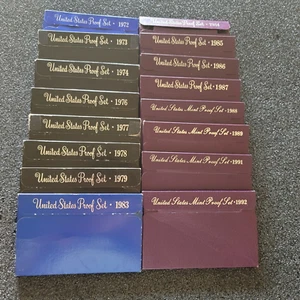 United States Proof Set · 1972
United States Proof Set · 1973
United States Proof Set · 1974
United States Proof Set · 1976
United States Proof Set · 1977
United States Proof Set · 1978
United States Proof Set · 1979
United States Proof Set · 1983
United States Proof Set · 1984
United States Proof Set · 1985
United States Proof Set · 1986
United States Proof Set · 1987
United States Mint Proof Set · 1988
United States Mint Proof Set · 1989
United States Mint Proof Set · 1991
United States Mint Proof Set · 1992